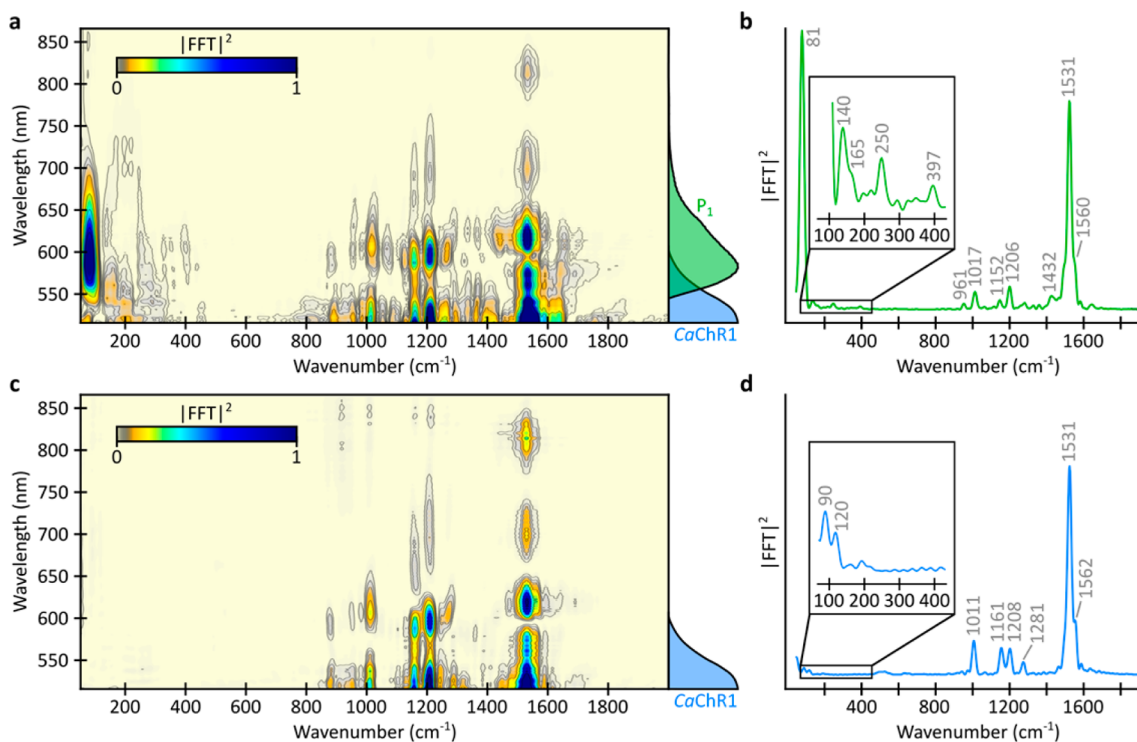 a
|FFT|²
0 1
850
800
750
700
650
600
550
Wavelength (nm)
200 400 600 800 1000 1200 1400 1600 1800
Wavenumber (cm⁻¹)
P₁
CaChR1
b
|FFT|²
81
140
165
250
397
100 200 300 400
961
1017
1152
1206
1432
1531
1560
400 800 1200 1600
Wavenumber (cm⁻¹)
c
|FFT|²
0 1
850
800
750
700
650
600
550
Wavelength (nm)
200 400 600 800 1000 1200 1400 1600 1800
Wavenumber (cm⁻¹)
CaChR1
d
|FFT|²
90
120
100 200 300 400
1011
1161
1208
1281
1531
1562
400 800 1200 1600
Wavenumber (cm⁻¹)